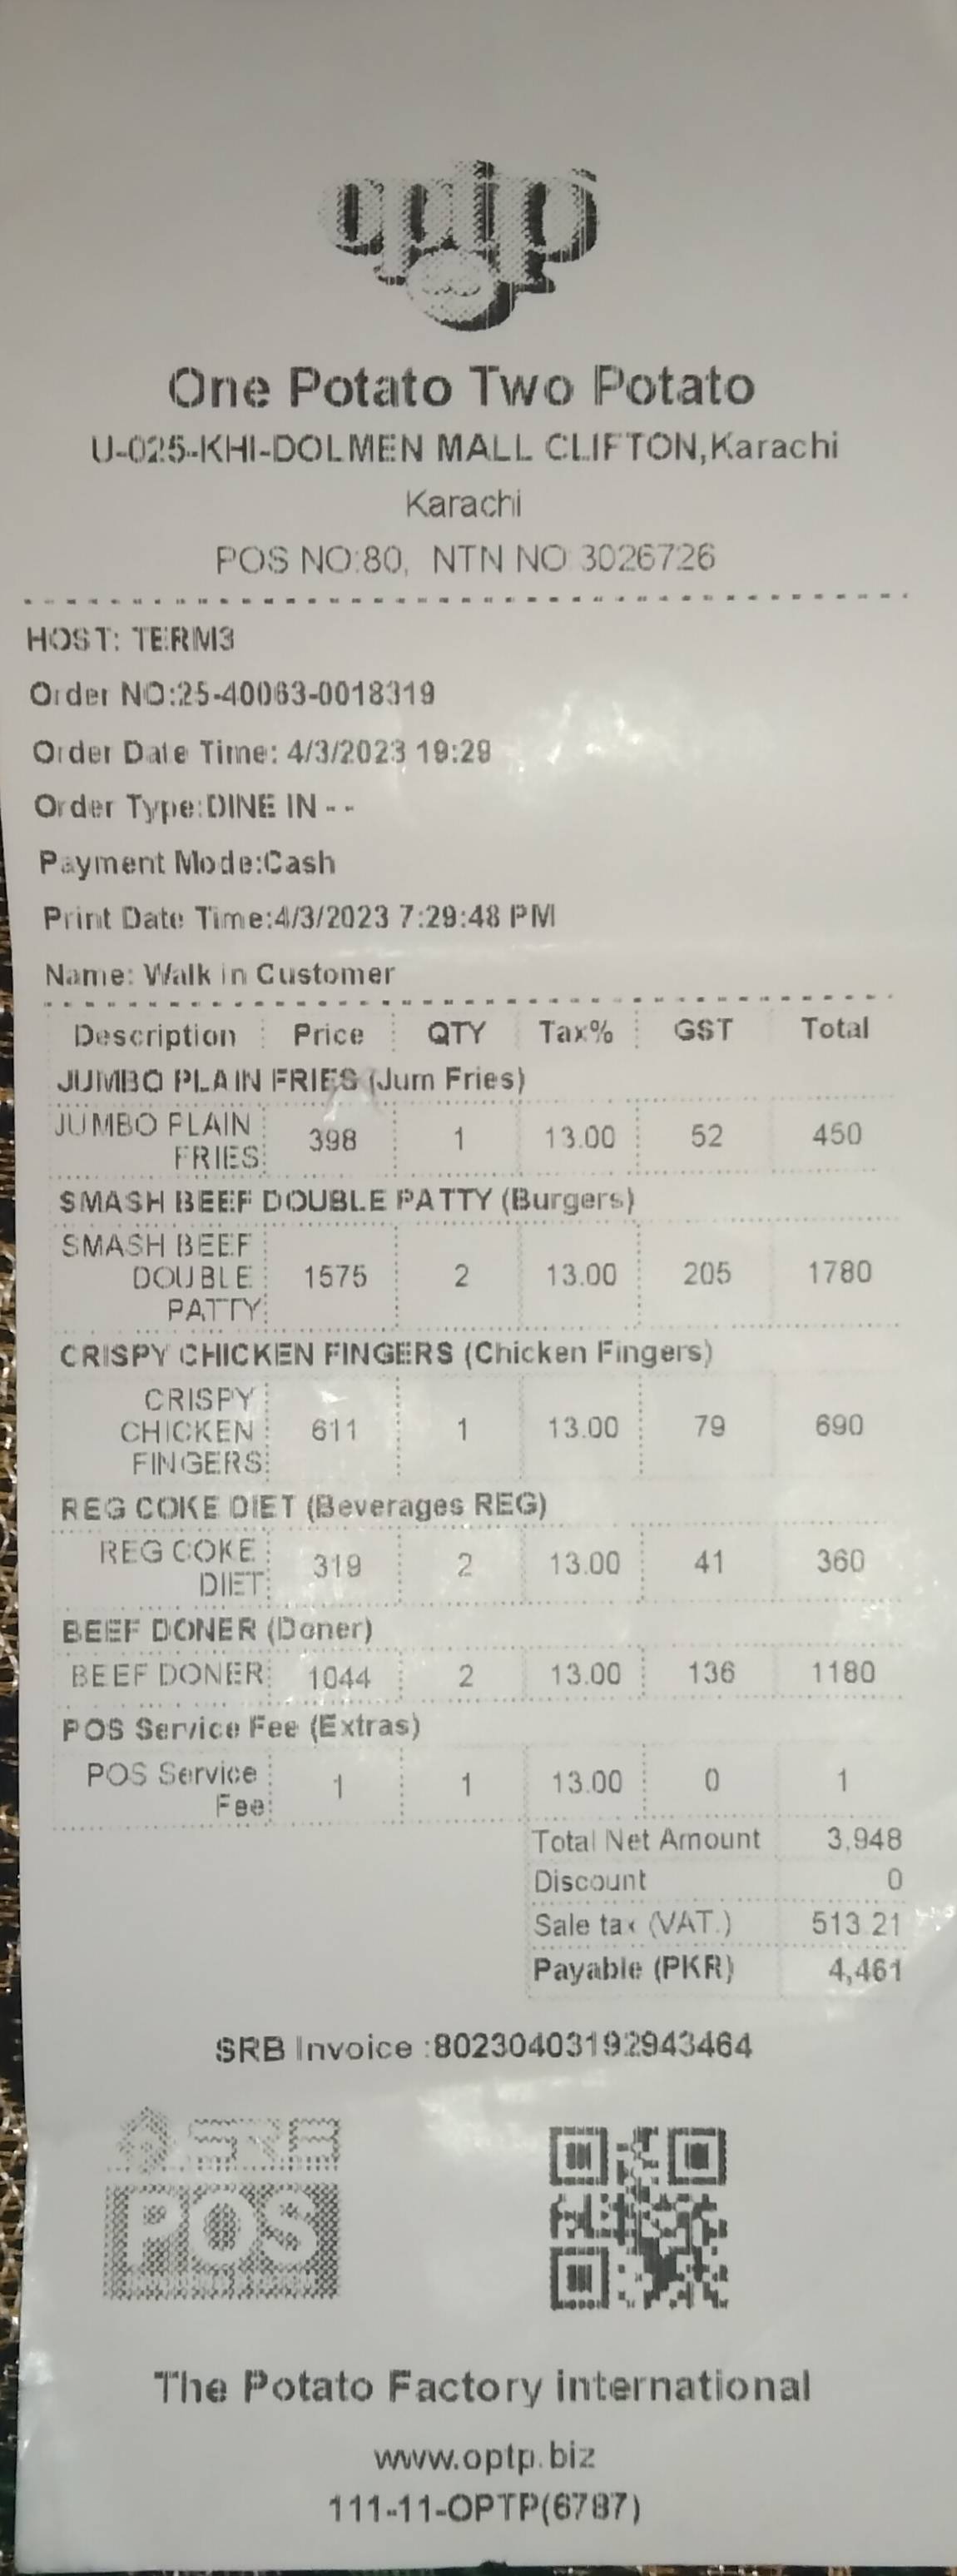 optp
One Potato Two Potato
U-025-KHI-DOLMEN MALL CLIFTON,Karachi
Karachi
POS NO:80, NTN NO 3026726
HOST: TERM3
Order NO:25-40063-0018319
Order Date Time: 4/3/2023 19:29
Order Type:DINE IN - -
Payment Mode:Cash
Print Date Time:4/3/2023 7:29:48 PM
Name: Walk in Customer
Description Price QTY Tax% GST Total
JUMBO PLAIN FRIES (Jum Fries)
JUMBO PLAIN
FRIES 398 1 13.00 52 450
SMASH BEEF DOUBLE PATTY (Burgers)
SMASH BEEF
DOUBLE 1575 2 13.00 205 1780
PATTY
CRISPY CHICKEN FINGERS (Chicken Fingers)
CRISPY
CHICKEN 611 1 13.00 79 690
FINGERS
REG COKE DIET (Beverages REG)
REG COKE
DIET 319 2 13.00 41 360
BEEF DONER (Doner)
BEEF DONER 1044 2 13.00 136 1180
POS Service Fee (Extras)
POS Service
Fee 1 1 13.00 0 1
Total Net Amount 3,948
Discount 0
Sale tax (VAT.) 513.21
Payable (PKR) 4,461
SRB Invoice :80230403192943464
POS
The Potato Factory international
www.optp.biz
111-11-OPTP(6787)